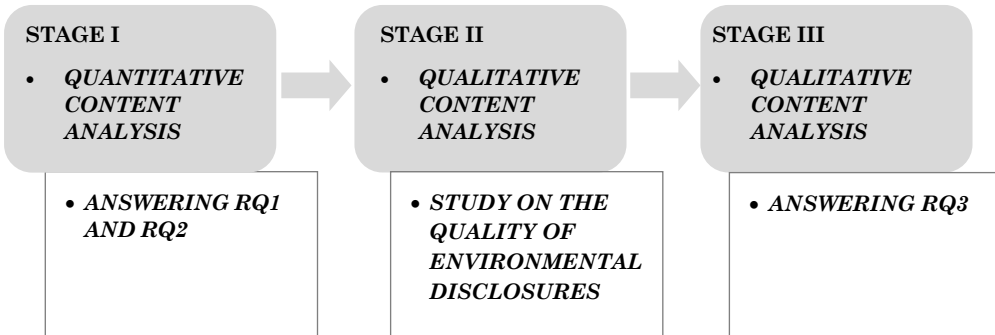 STAGE I
• QUANTITATIVE
CONTENT
ANALYSIS
• ANSWERING RQ1
AND RQ2
STAGE II
• QUALITATIVE
CONTENT
ANALYSIS
• STUDY ON THE
QUALITY OF
ENVIRONMENTAL
DISCLOSURES
STAGE III
• QUALITATIVE
CONTENT
ANALYSIS
• ANSWERING RQ3